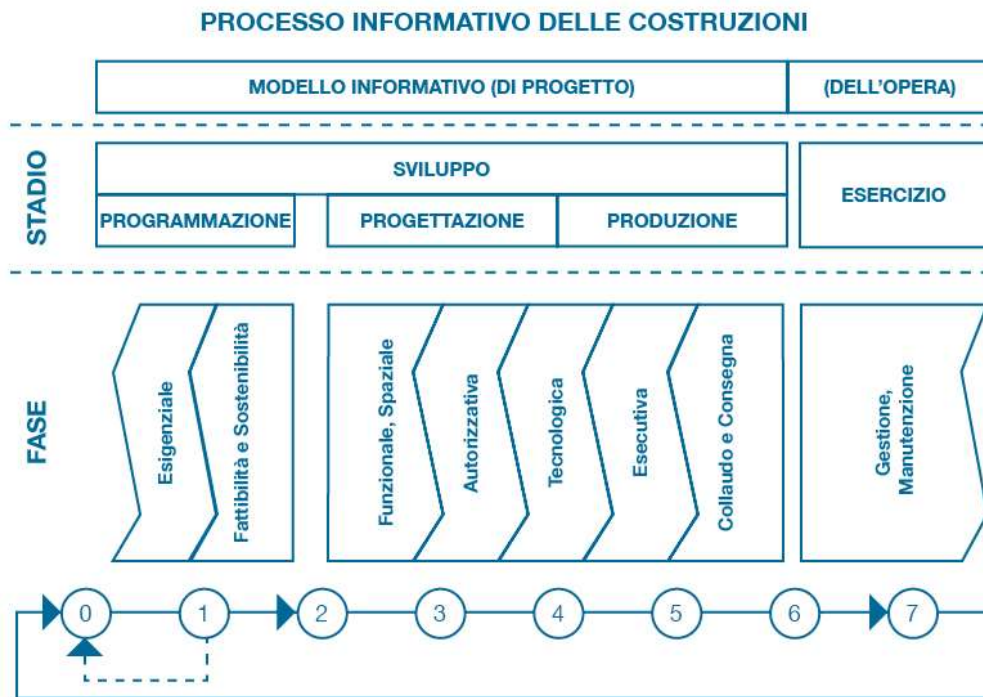 PROCESSO INFORMATIVO DELLE COSTRUZIONI
MODELLO INFORMATIVO (DI PROGETTO)
(DELL'OPERA)
STADIO
SVILUPPO
ESERCIZIO
PROGRAMMAZIONE
PROGETTAZIONE
PRODUZIONE
FASE
Esigenziale
Fattibilità e Sostenibilità
Funzionale, Spaziale
Autorizzativa
Tecnologica
Esecutiva
Collaudo e Consegna
Gestione,
Manutenzione
0 1 2 3 4 5 6 7